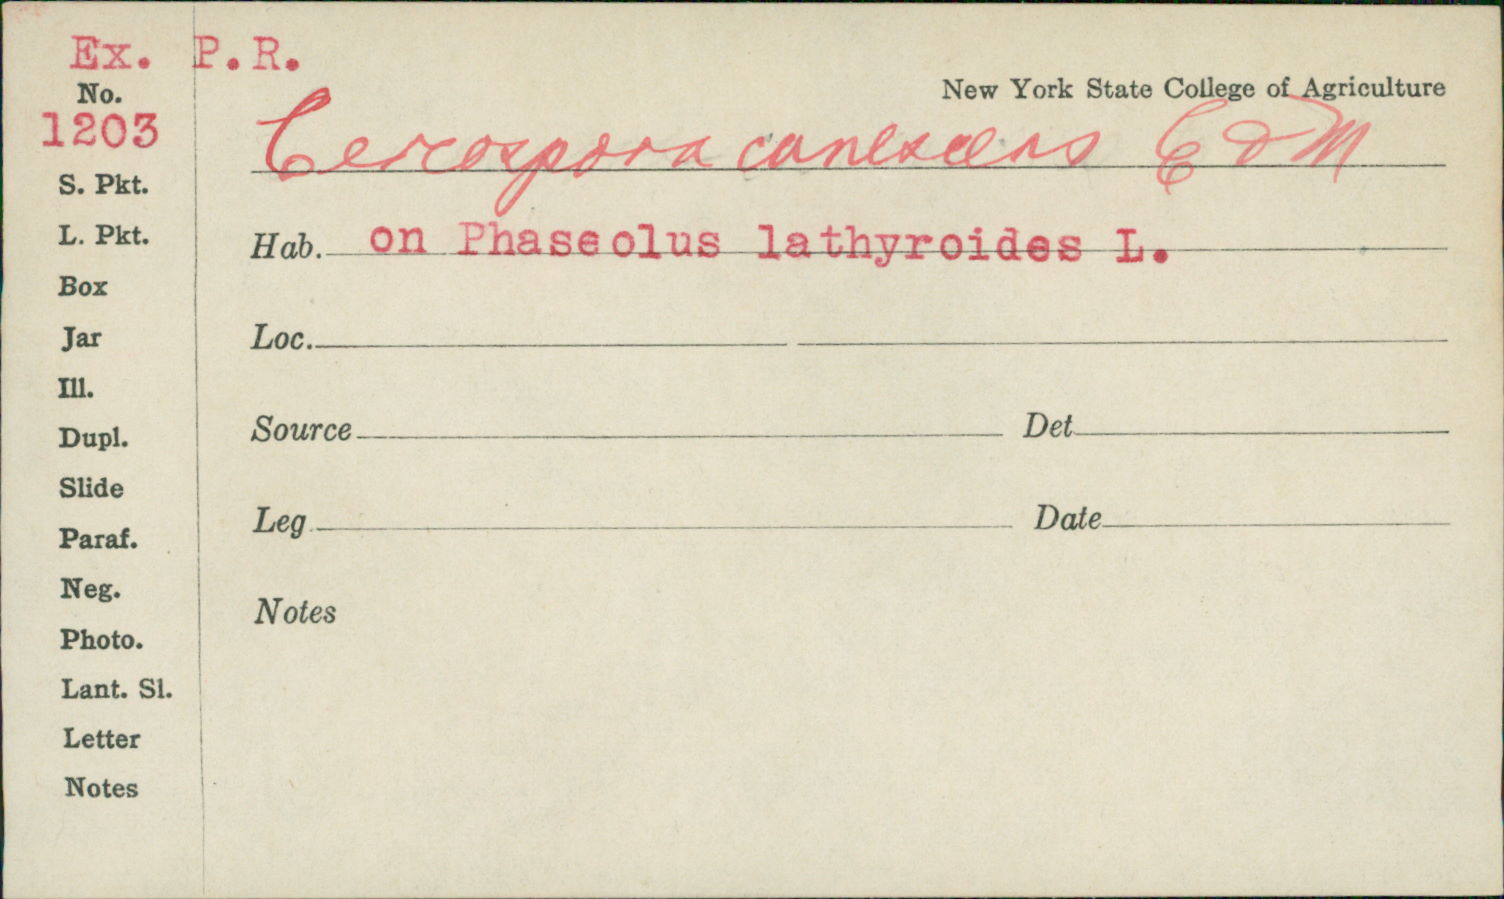 Ex. P.R.
No.
1203
New York State College of Agriculture
Cercospora canescens E & M
S. Pkt.
L. Pkt.
Box
Jar
Ill.
Dupl.
Slide
Paraf.
Neg.
Photo.
Lant. Sl.
Letter
Notes
Hab. on Phaseolus lathyroides L.
Loc.
Source Det
Leg Date
Notes